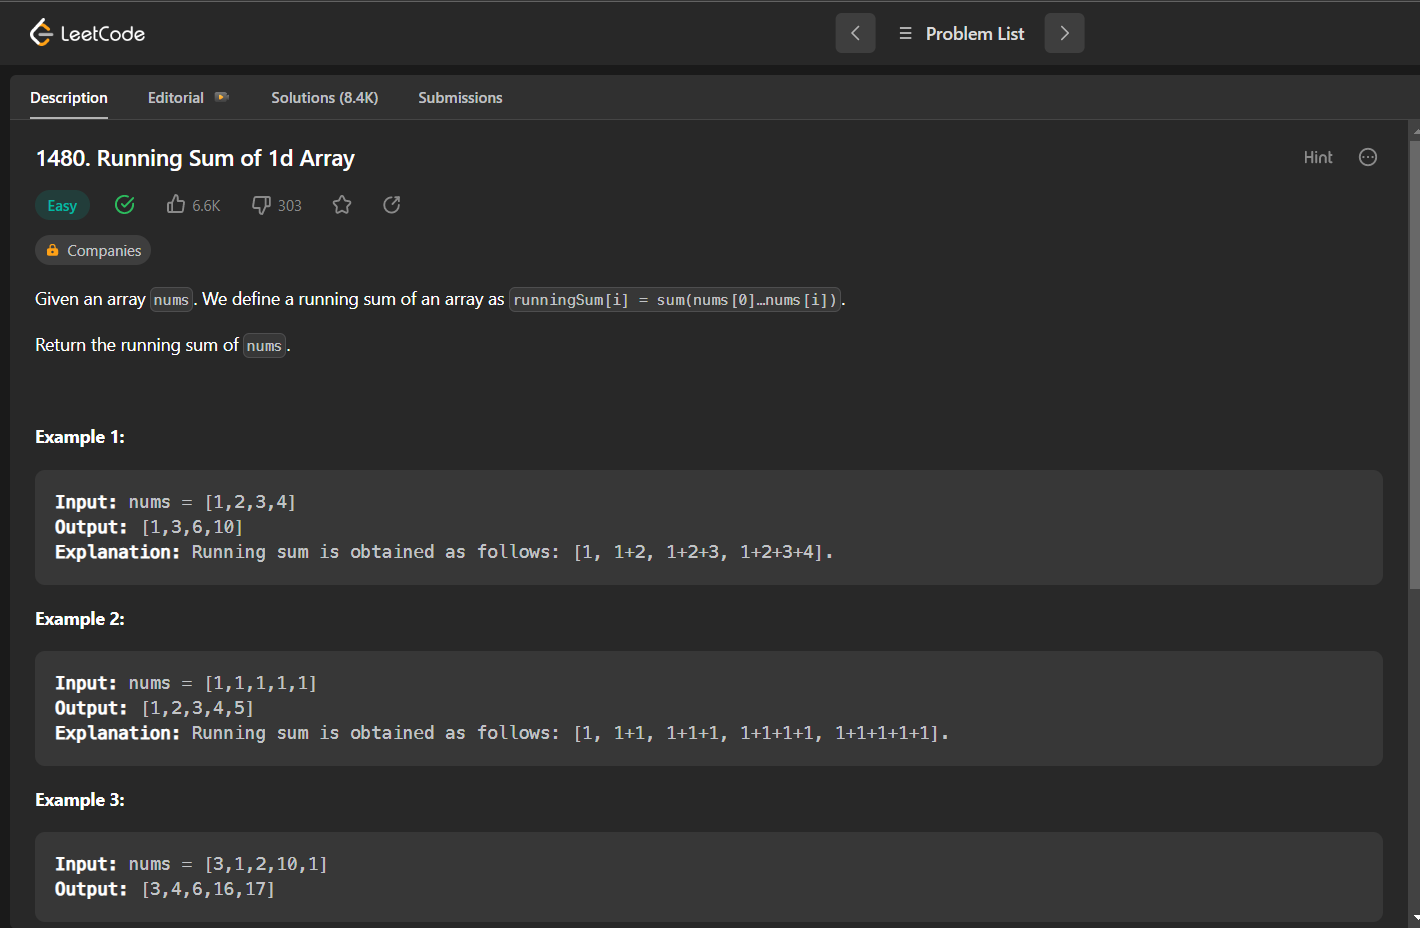 LeetCode
Problem List
Description Editorial Solutions (8.4K) Submissions
1480. Running Sum of 1d Array
Hint
Easy 6.6K 303
Companies
Given an array nums. We define a running sum of an array as runningSum[i] = sum(nums[0]…nums[i]).
Return the running sum of nums.
Example 1:
Input: nums = [1,2,3,4]
Output: [1,3,6,10]
Explanation: Running sum is obtained as follows: [1, 1+2, 1+2+3, 1+2+3+4].
Example 2:
Input: nums = [1,1,1,1,1]
Output: [1,2,3,4,5]
Explanation: Running sum is obtained as follows: [1, 1+1, 1+1+1, 1+1+1+1, 1+1+1+1+1].
Example 3:
Input: nums = [3,1,2,10,1]
Output: [3,4,6,16,17]